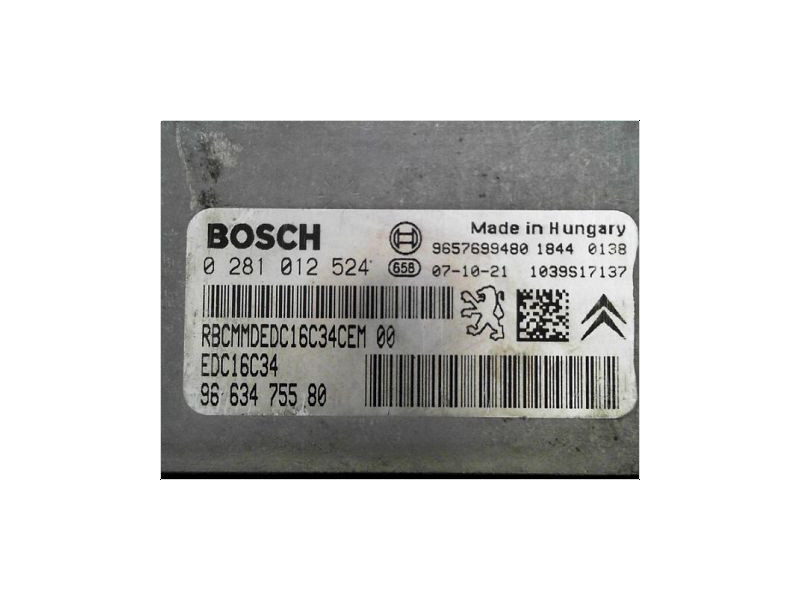 BOSCH
Made in Hungary
9657699480 1844 0138
0 281 012 524
658
07-10-21 1039S17137
RBCMMDEDC16C34CEM 00
EDC16C34
96 634 755 80